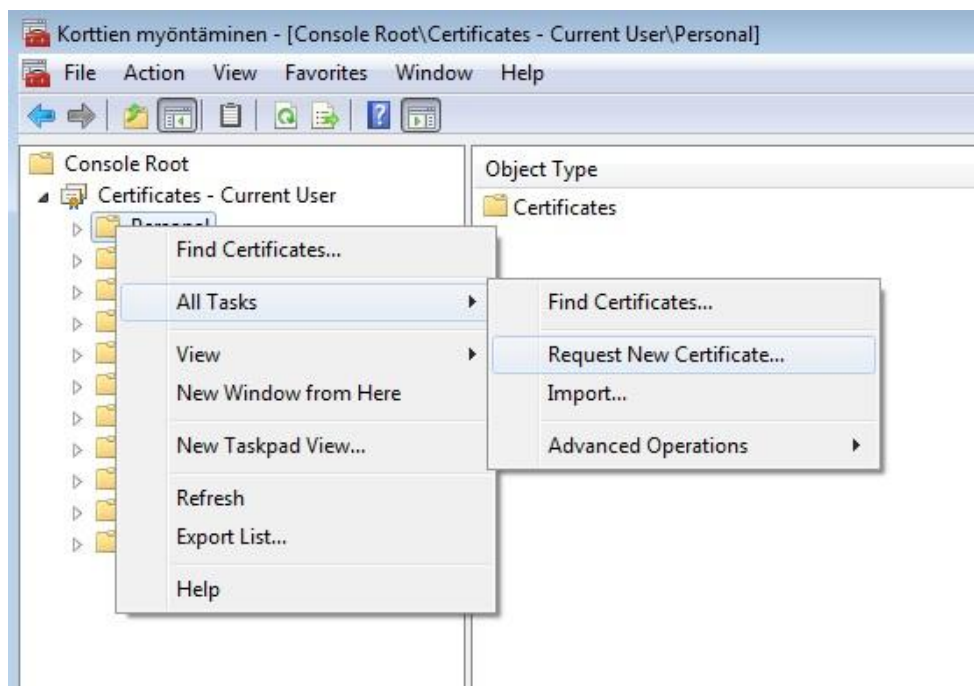 Korttien myöntäminen - [Console Root\Certificates - Current User\Personal]
File Action View Favorites Window Help
Console Root
Certificates - Current User
Personal
Object Type
Certificates
Find Certificates...
All Tasks
View
New Window from Here
New Taskpad View...
Refresh
Export List...
Help
Find Certificates...
Request New Certificate...
Import...
Advanced Operations